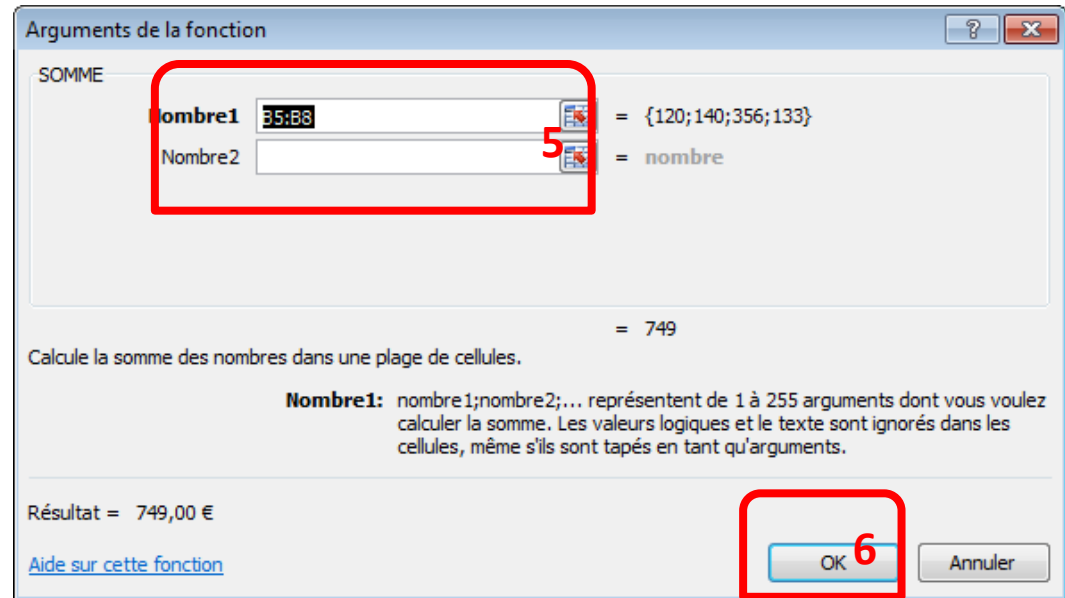 Arguments de la fonction
SOMME
Nombre1 B5:B8 = {120;140;356;133}
5
Nombre2 = nombre
= 749
Calcule la somme des nombres dans une plage de cellules.
Nombre1: nombre1;nombre2;... représentent de 1 à 255 arguments dont vous voulez
calculer la somme. Les valeurs logiques et le texte sont ignorés dans les
cellules, même s'ils sont tapés en tant qu'arguments.
Résultat = 749,00 €
Aide sur cette fonction OK 6 Annuler